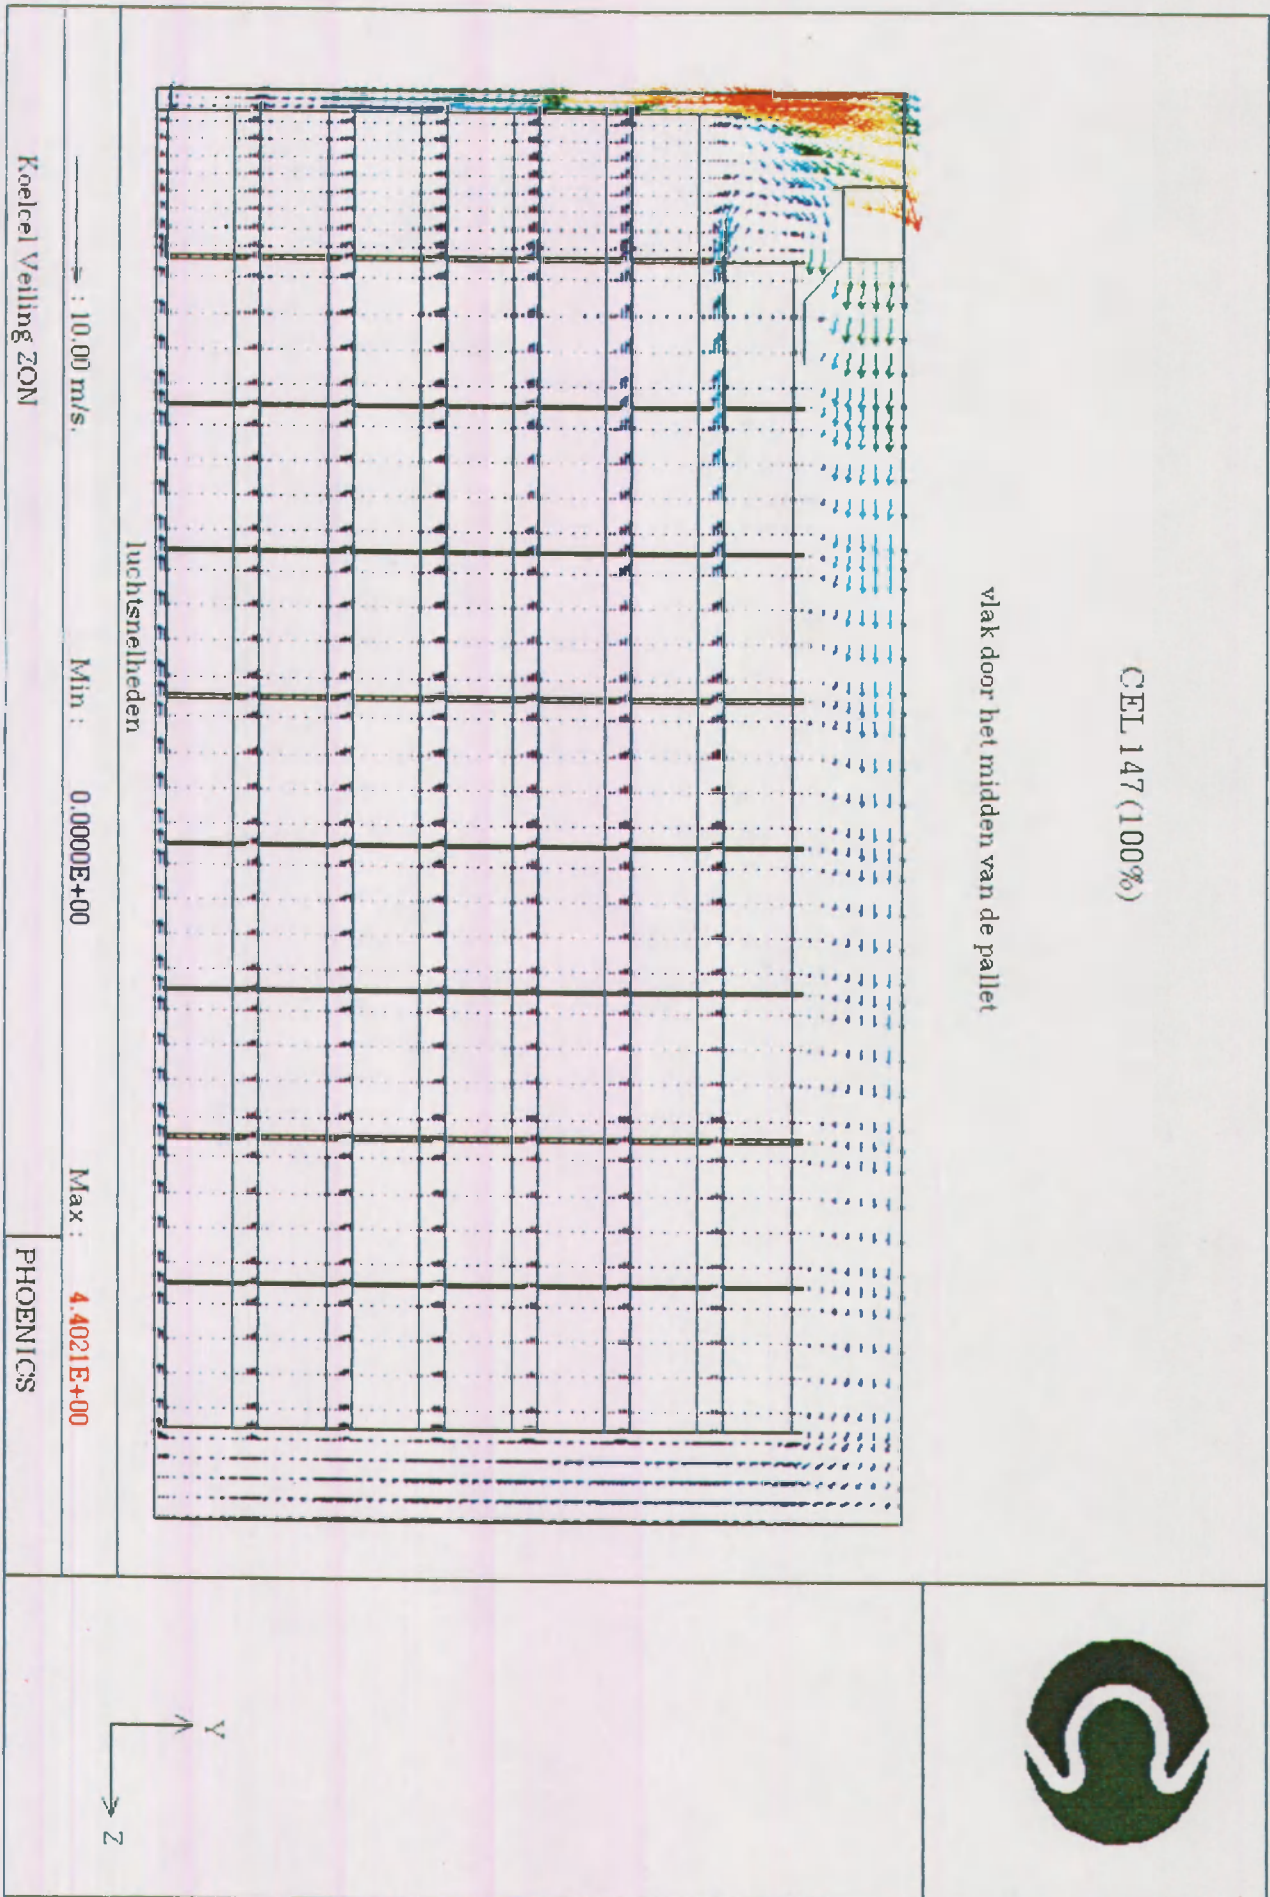 CEL 147(100%)
vlak door het midden van de pallet
luchtsnelheden
: 10.00 m/s. Min : 0.0000E+00 Max : 4.4021E+00
Koelcel Veiling ZON PHOENICS
Y
Z